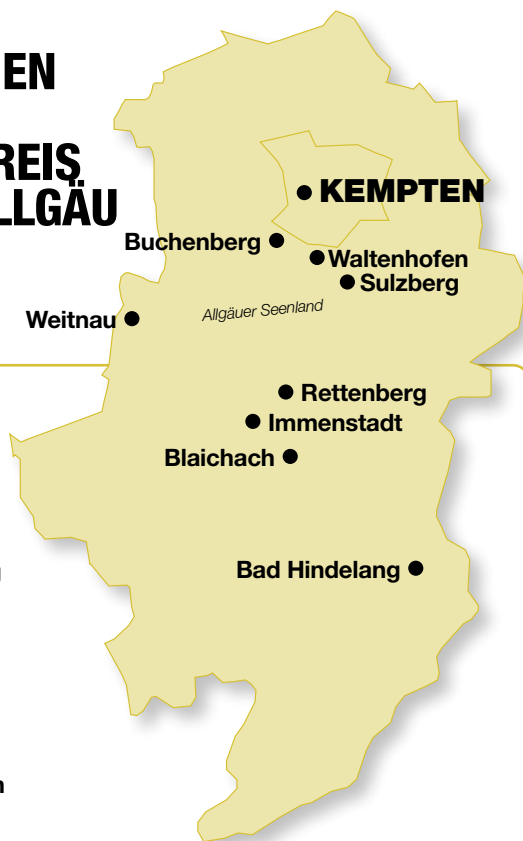 EN
REIS
LLGÄU
KEMPTEN
Buchenberg
Waltenhofen
Sulzberg
Allgäuer Seenland
Weitnau
Rettenberg
Immenstadt
Blaichach
Bad Hindelang